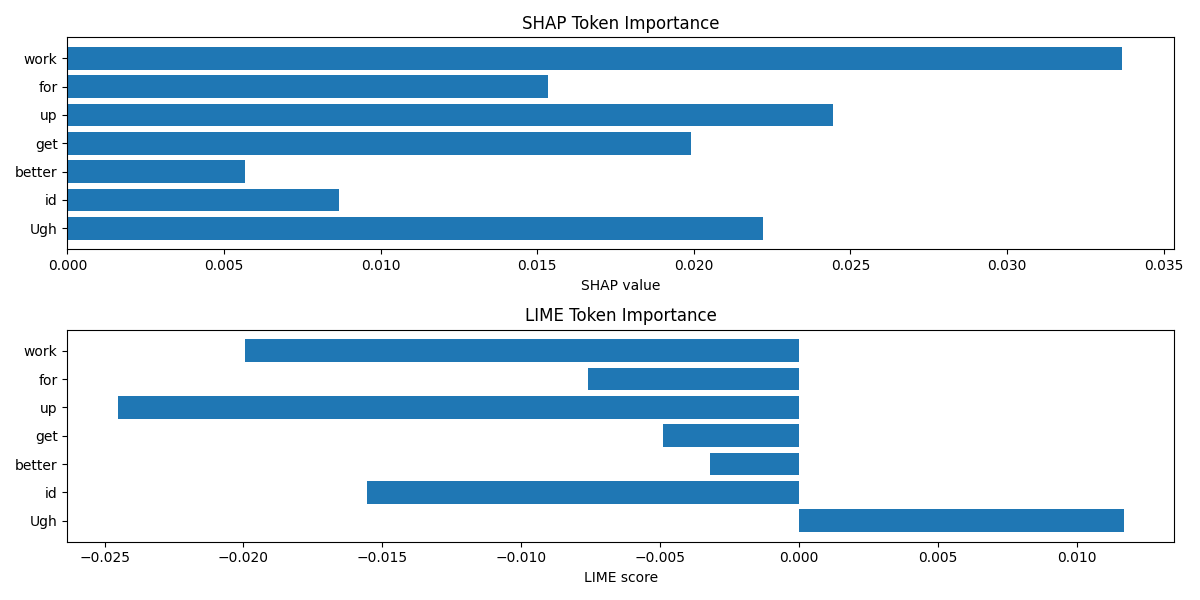 SHAP Token Importance
work
for
up
get
better
id
Ugh
0.000 0.005 0.010 0.015 0.020 0.025 0.030 0.035
SHAP value
LIME Token Importance
work
for
up
get
better
id
Ugh
−0.025 −0.020 −0.015 −0.010 −0.005 0.000 0.005 0.010
LIME score